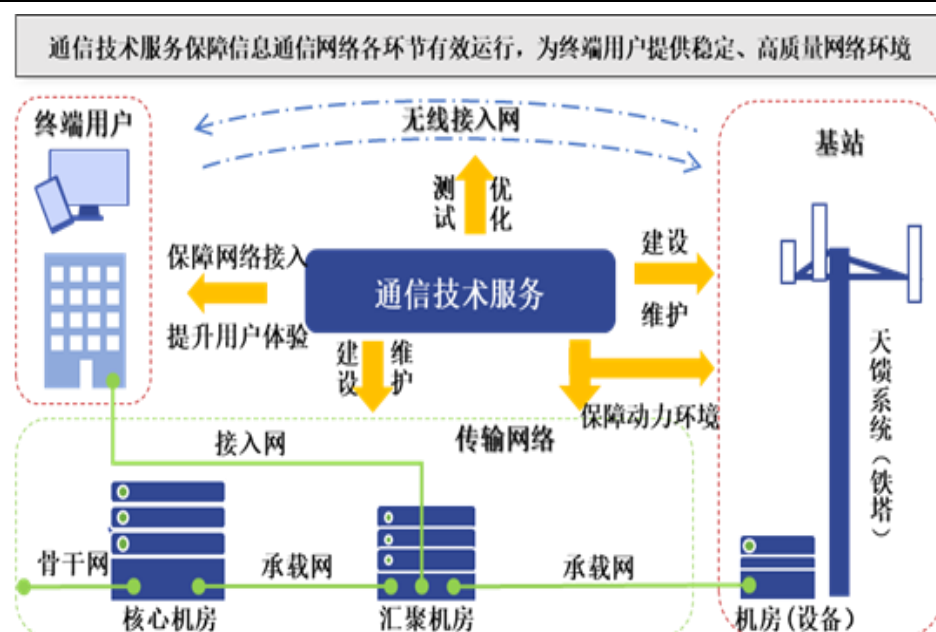 通信技术服务保障信息通信网络各环节有效运行，为终端用户提供稳定、高质量网络环境
终端用户
无线接入网
基站
测试
优化
保障网络接入
提升用户体验
通信技术服务
建设
维护
建设
维护
保障动力环境
天馈系统（铁塔）
接入网
传输网络
骨干网
承载网
承载网
核心机房
汇聚机房
机房(设备)